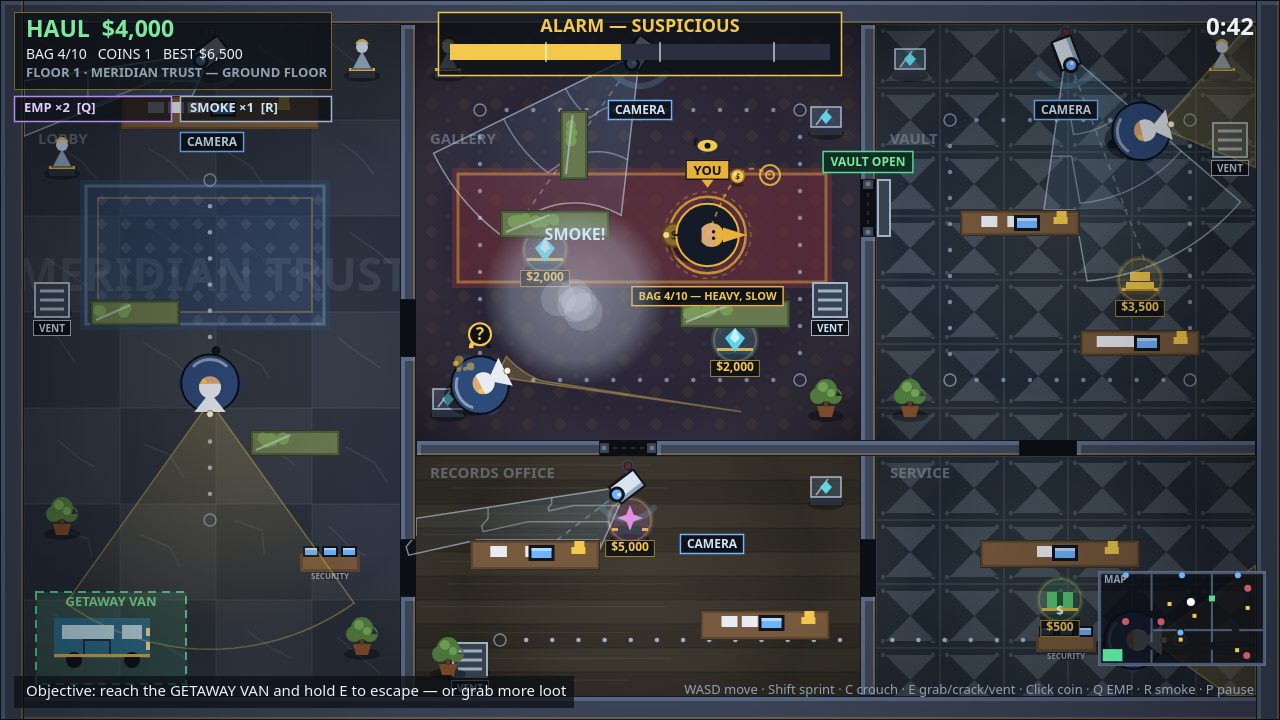 HAUL $4,000
BAG 4/10 COINS 1 BEST $6,500
FLOOR 1 · MERIDIAN TRUST — GROUND FLOOR
EMP ×2 [Q]
SMOKE ×1 [R]
ALARM — SUSPICIOUS
0:42
LOBBY
CAMERA
GALLERY
CAMERA
YOU
$
VAULT OPEN
VAULT
CAMERA
VENT
SMOKE!
$2,000
BAG 4/10 — HEAVY, SLOW
MERIDIAN TRUST
VENT
VENT
$3,500
?
$2,000
RECORDS OFFICE
SERVICE
CAMERA
$5,000
SECURITY
GETAWAY VAN
MAP
$
$500
SECURITY
Objective: reach the GETAWAY VAN and hold E to escape — or grab more loot
WASD move · Shift sprint · C crouch · E grab/crack/vent · Click coin · Q EMP · R smoke · P pause